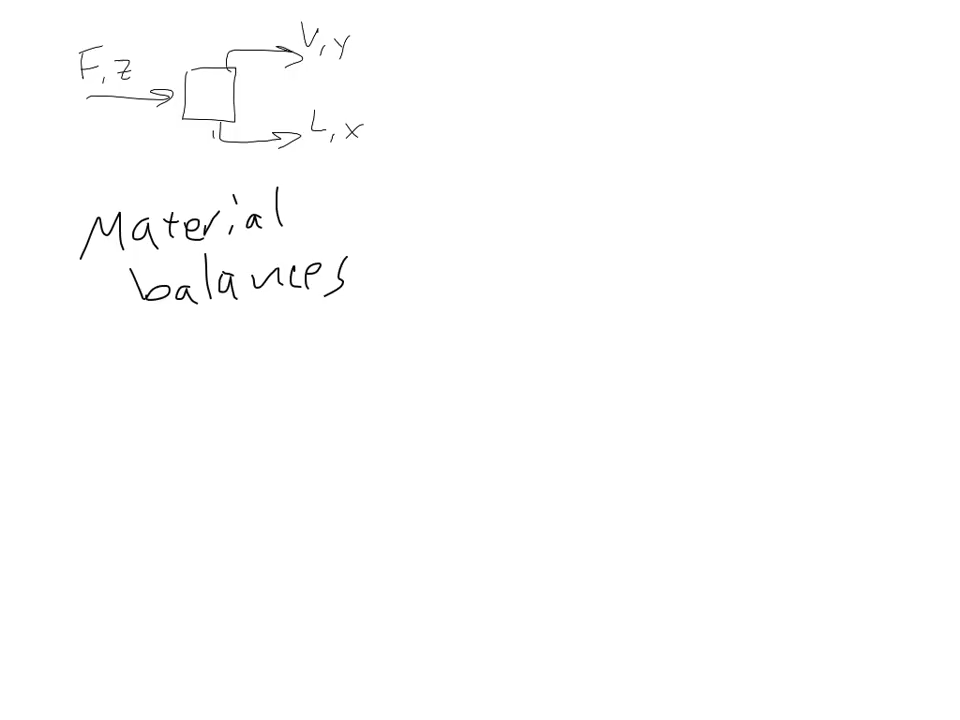 F, z
V, y
L, x
Material
balances